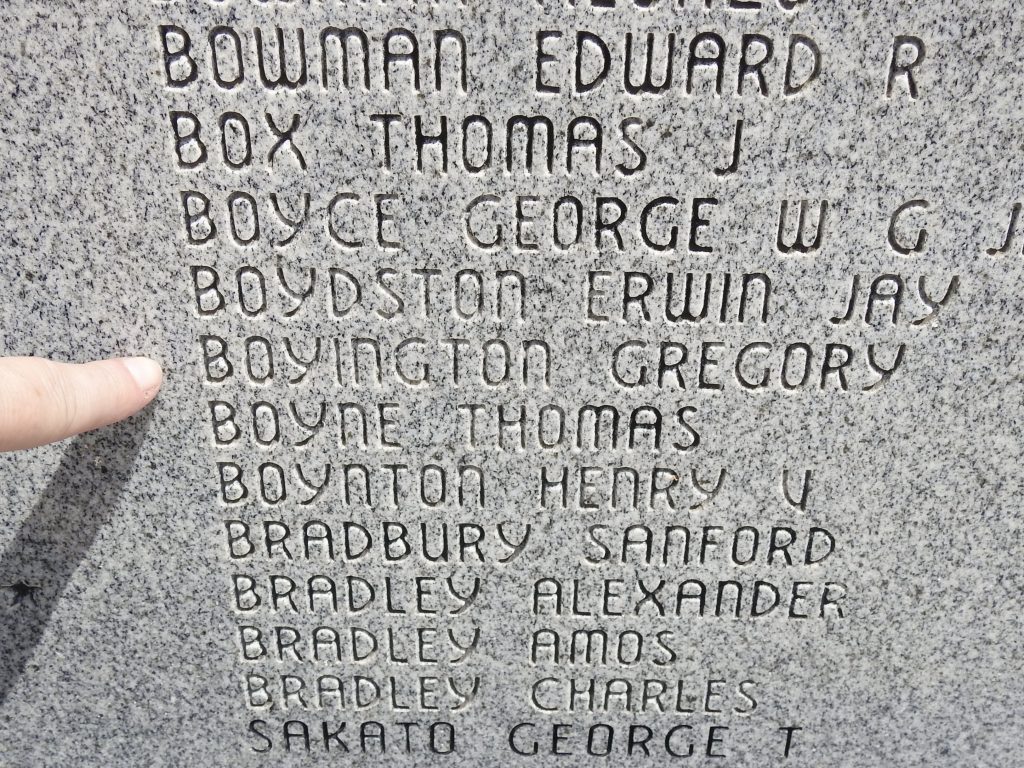 BOWMAN
BOWMAN EDWARD R
BOX THOMAS J
BOYCE GEORGE W G
BOYDSTON ERWIN JAY
BOYINGTON GREGORY
BOYNE THOMAS
BOYNTON HENRY V
BRADBURY SANFORD
BRADLEY ALEXANDER
BRADLEY AMOS
BRADLEY CHARLES
SAKATO GEORGE T